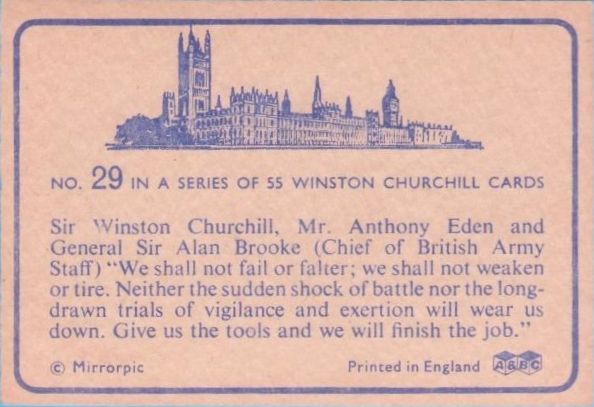 NO. 29 IN A SERIES OF 55 WINSTON CHURCHILL CARDS
Sir Winston Churchill, Mr. Anthony Eden and
General Sir Alan Brooke (Chief of British Army
Staff) “We shall not fail or falter; we shall not weaken
or tire. Neither the sudden shock of battle nor the long-
drawn trials of vigilance and exertion will wear us
down. Give us the tools and we will finish the job.”
© Mirrorpic Printed in England A&BC